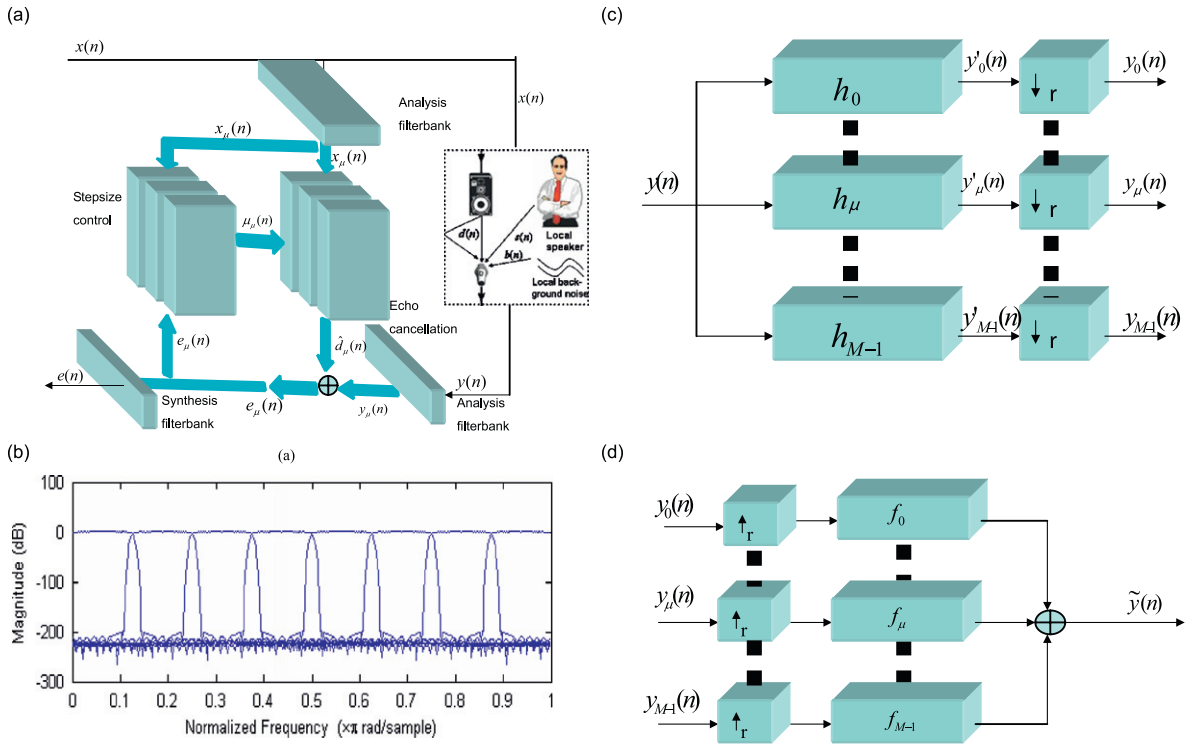 (a)
x(n)
x(n)
Analysis
filterbank
x_μ(n)
x_μ(n)
Stepsize
control
μ_μ(n)
d(n)
s(n)
b(n)
Local
speaker
Local back-
ground noise
Echo
cancellation
e_μ(n)
d̂_μ(n)
e(n)
Synthesis
filterbank
e_μ(n)
y_μ(n)
y(n)
Analysis
filterbank
(b)
(a)
100
0
-100
-200
-300
Magnitude (dB)
0 0.1 0.2 0.3 0.4 0.5 0.6 0.7 0.8 0.9 1
Normalized Frequency (×π rad/sample)
(c)
y(n)
h_0 y'_0(n) ↓ r y_0(n)
h_μ y'_μ(n) ↓ r y_μ(n)
h_{M-1} y'_{M-1}(n) ↓ r y_{M-1}(n)
(d)
y_0(n) ↑ r f_0
y_μ(n) ↑ r f_μ
ỹ(n)
y_{M-1}(n) ↑ r f_{M-1}